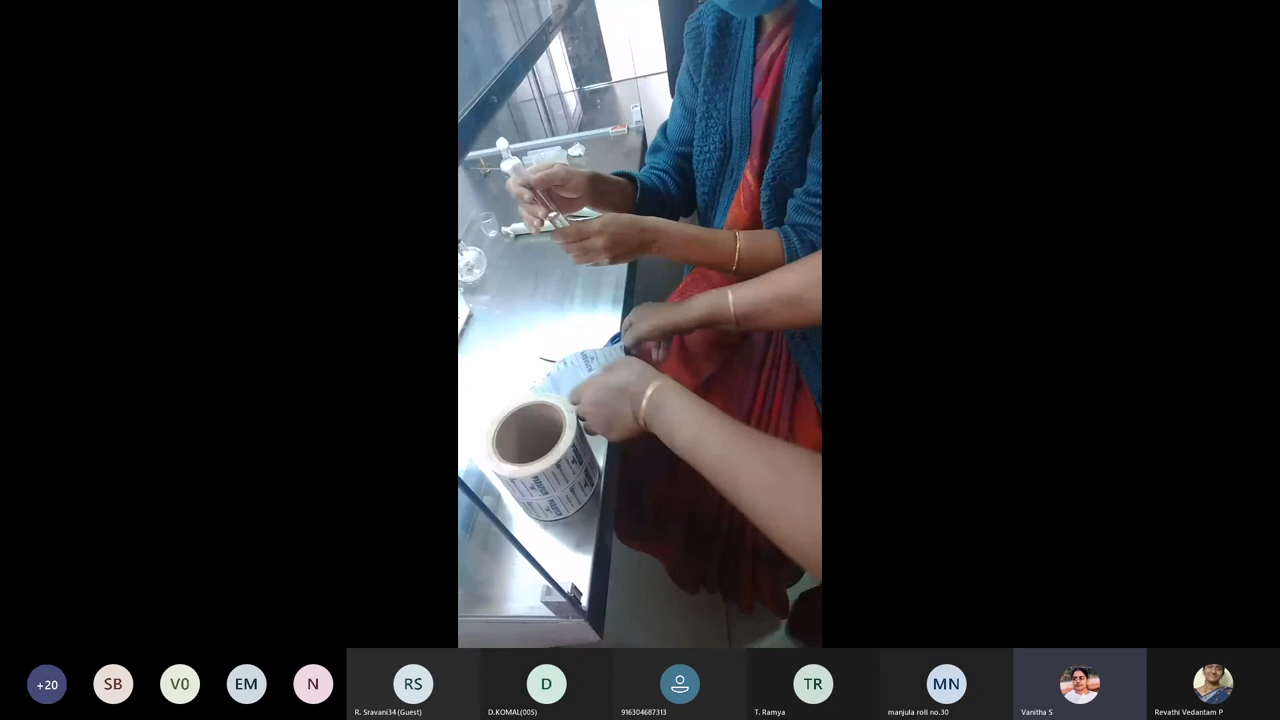 +20
SB
V0
EM
N
RS
R. Sravani34 (Guest)
D
D.KOMAL(005)
916304687313
TR
T. Ramya
MN
manjula roll no.30
Vanitha S
Revathi Vedantam P